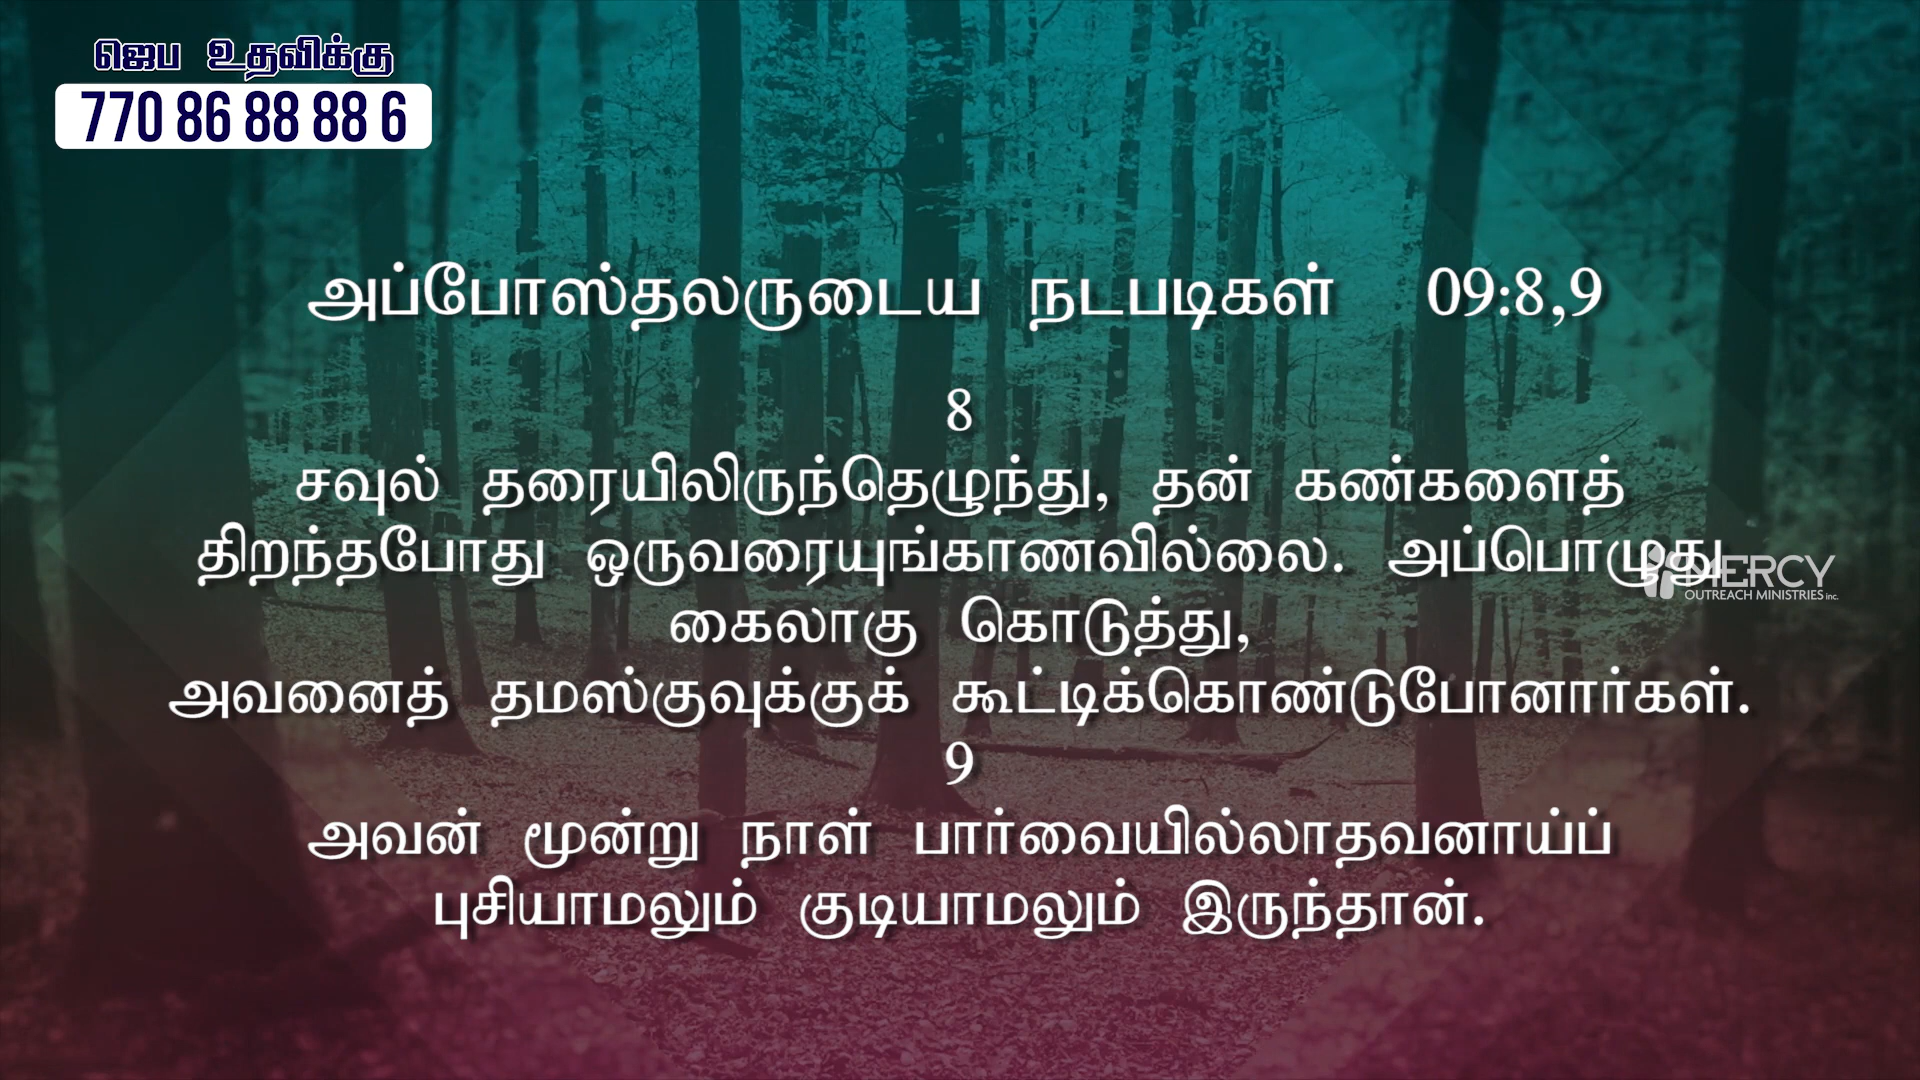 ஜெப உதவிக்கு
770 86 88 88 6
அப்போஸ்தலருடைய நடபடிகள் 09:8,9
8
சவுல் தரையிலிருந்தெழுந்து, தன் கண்களைத்
திறந்தபோது ஒருவரையுங்காணவில்லை. அப்பொழுது
MERCY
OUTREACH MINISTRIES inc.
கைலாகு கொடுத்து,
அவனைத் தமஸ்குவுக்குக் கூட்டிக்கொண்டுபோனார்கள்.
9
அவன் மூன்று நாள் பார்வையில்லாதவனாய்ப்
புசியாமலும் குடியாமலும் இருந்தான்.